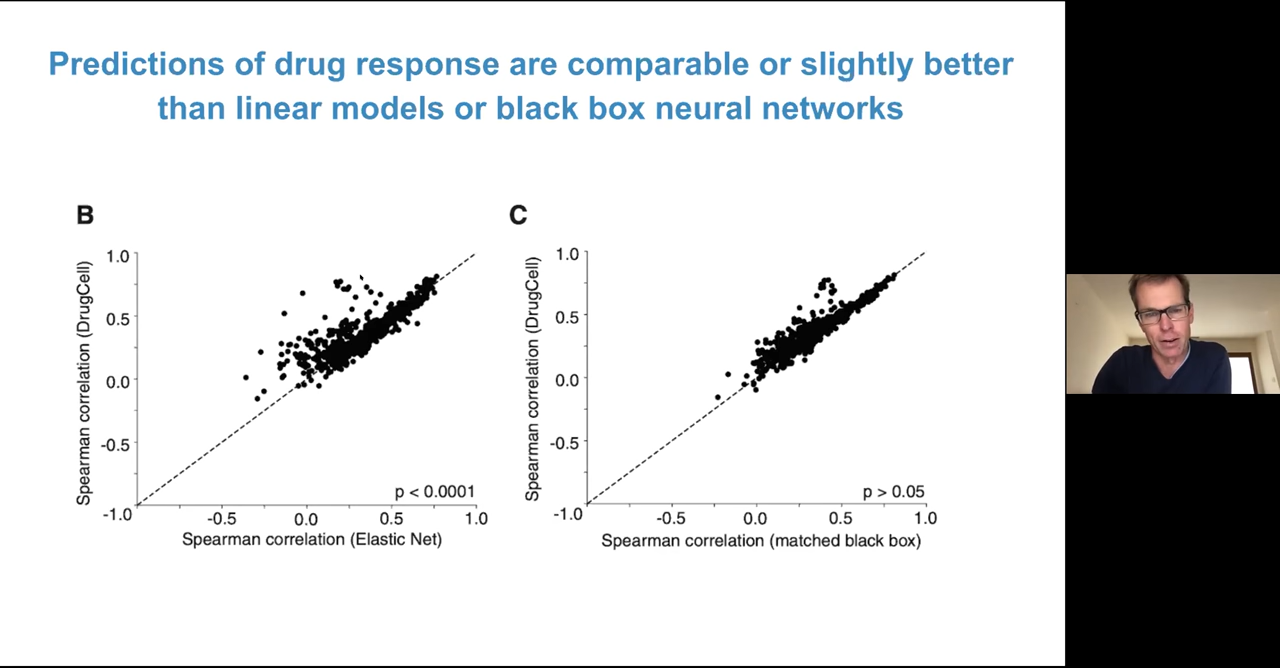 Predictions of drug response are comparable or slightly better
than linear models or black box neural networks
B
1.0
0.5
0.0
-0.5
-1.0
Spearman correlation (DrugCell)
-0.5 0.0 0.5 1.0
Spearman correlation (Elastic Net)
p < 0.0001
C
1.0
0.5
0.0
-0.5
-1.0
Spearman correlation (DrugCell)
-0.5 0.0 0.5 1.0
Spearman correlation (matched black box)
p > 0.05